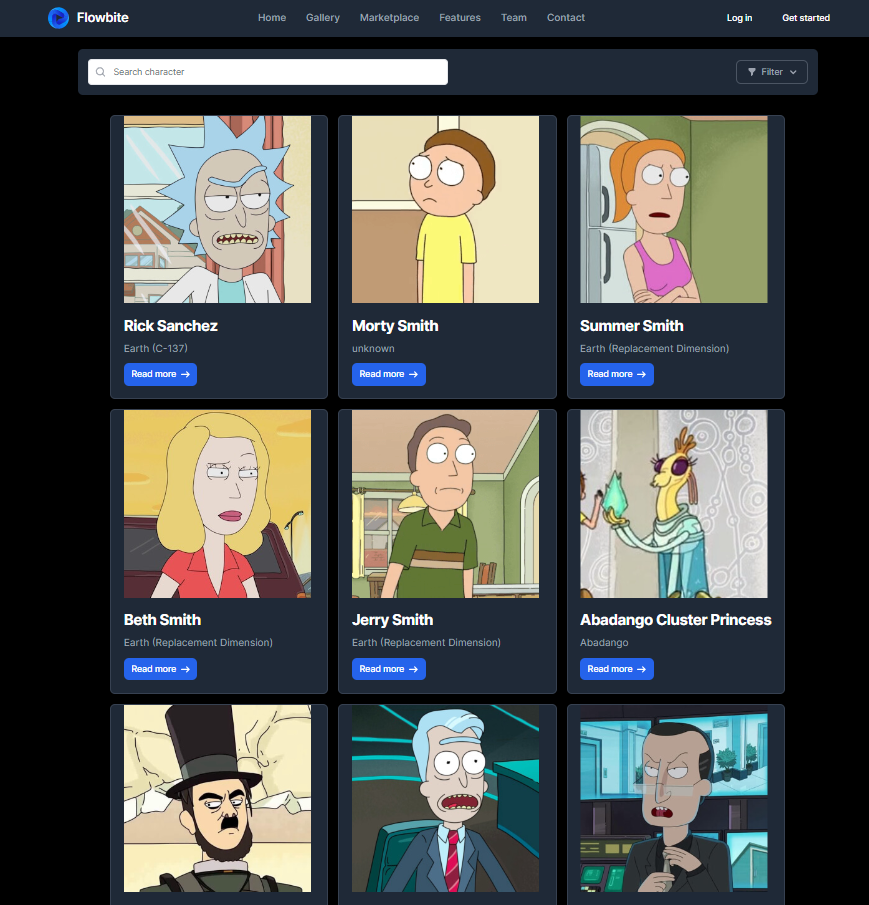 Flowbite Home Gallery Marketplace Features Team Contact Log in Get started
Search character Filter
Rick Sanchez
Earth (C-137)
Read more
Morty Smith
unknown
Read more
Summer Smith
Earth (Replacement Dimension)
Read more
Beth Smith
Earth (Replacement Dimension)
Read more
Jerry Smith
Earth (Replacement Dimension)
Read more
Abadango Cluster Princess
Abadango
Read more